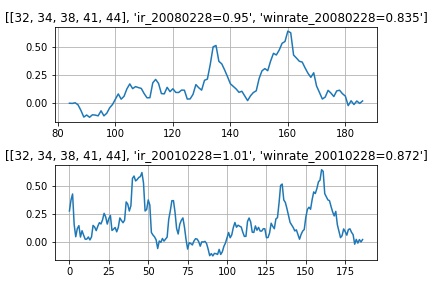 [[32, 34, 38, 41, 44], 'ir_20080228=0.95', 'winrate_20080228=0.835']
0.50
0.25
0.00
80 100 120 140 160 180
[[32, 34, 38, 41, 44], 'ir_20010228=1.01', 'winrate_20010228=0.872']
0.50
0.25
0.00
0 25 50 75 100 125 150 175